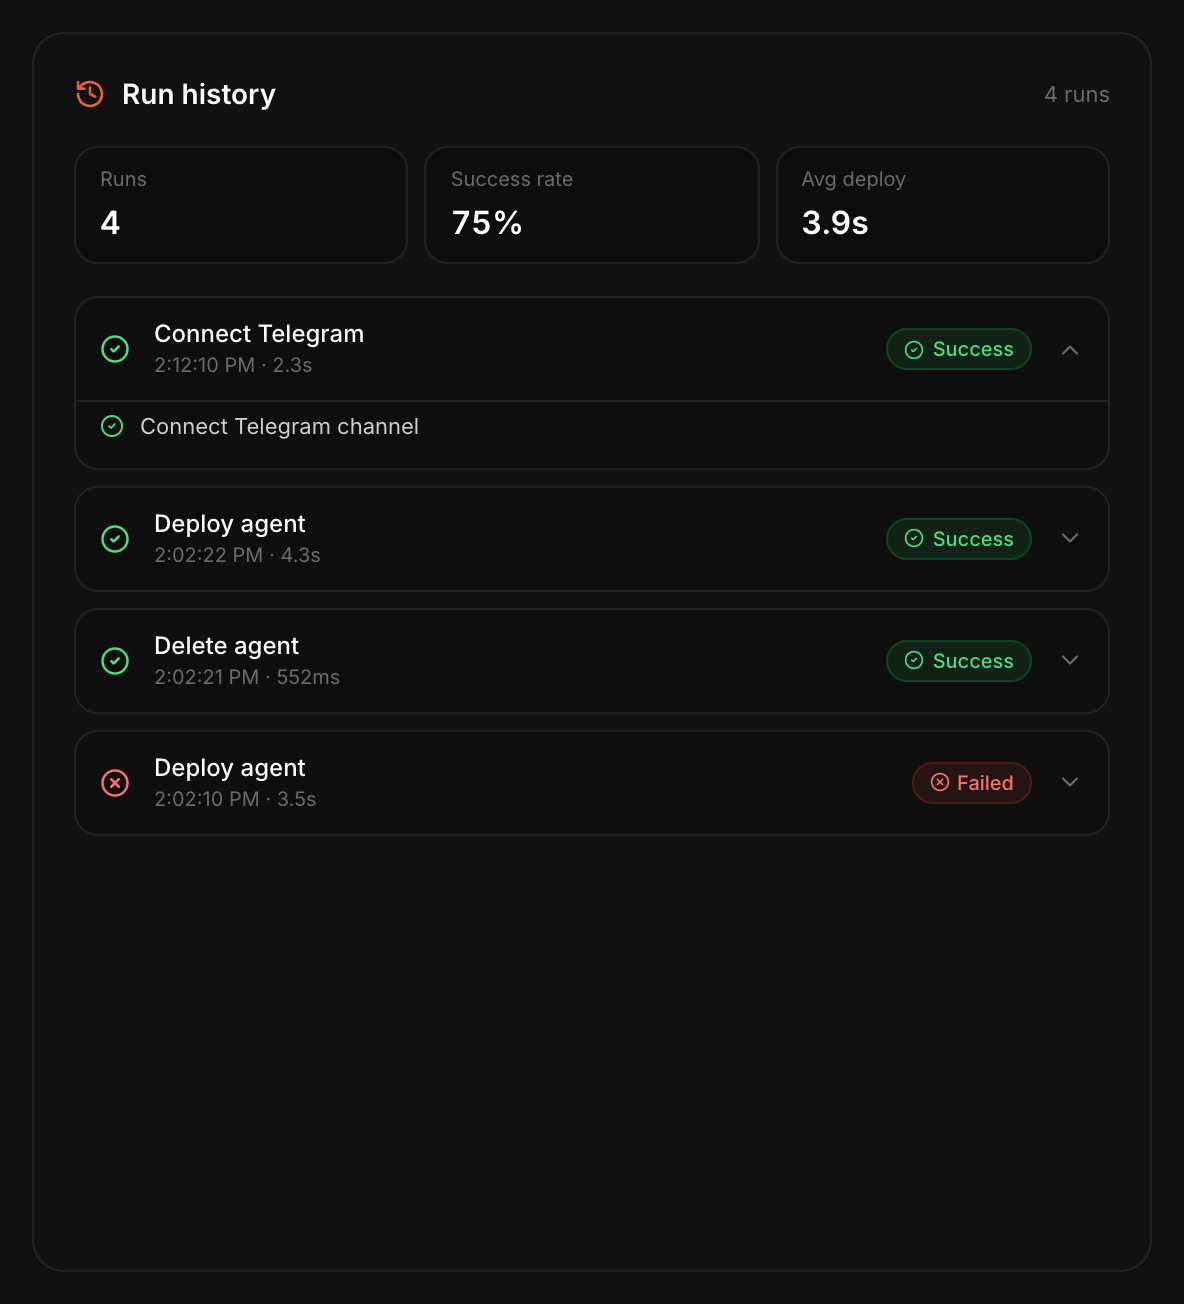 Run history
4 runs
Runs
4
Success rate
75%
Avg deploy
3.9s
Connect Telegram
2:12:10 PM · 2.3s
Success
Connect Telegram channel
Deploy agent
2:02:22 PM · 4.3s
Success
Delete agent
2:02:21 PM · 552ms
Success
Deploy agent
2:02:10 PM · 3.5s
Failed